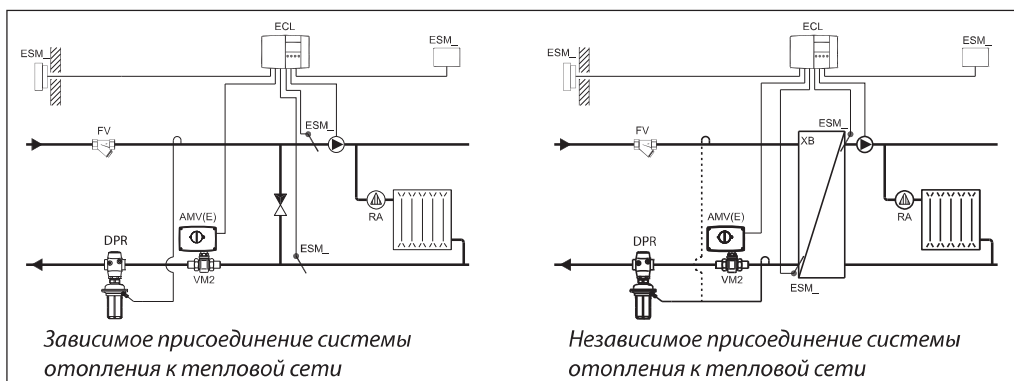 ECL
ESM_
ESM_
FV
ESM_
RA
AMV(E)
DPR
ESM_
VM2
Зависимое присоединение системы
отопления к тепловой сети
ECL
ESM_
ESM_
ESM_
FV
XB
RA
AMV(E)
DPR
VM2
ESM_
Независимое присоединение системы
отопления к тепловой сети